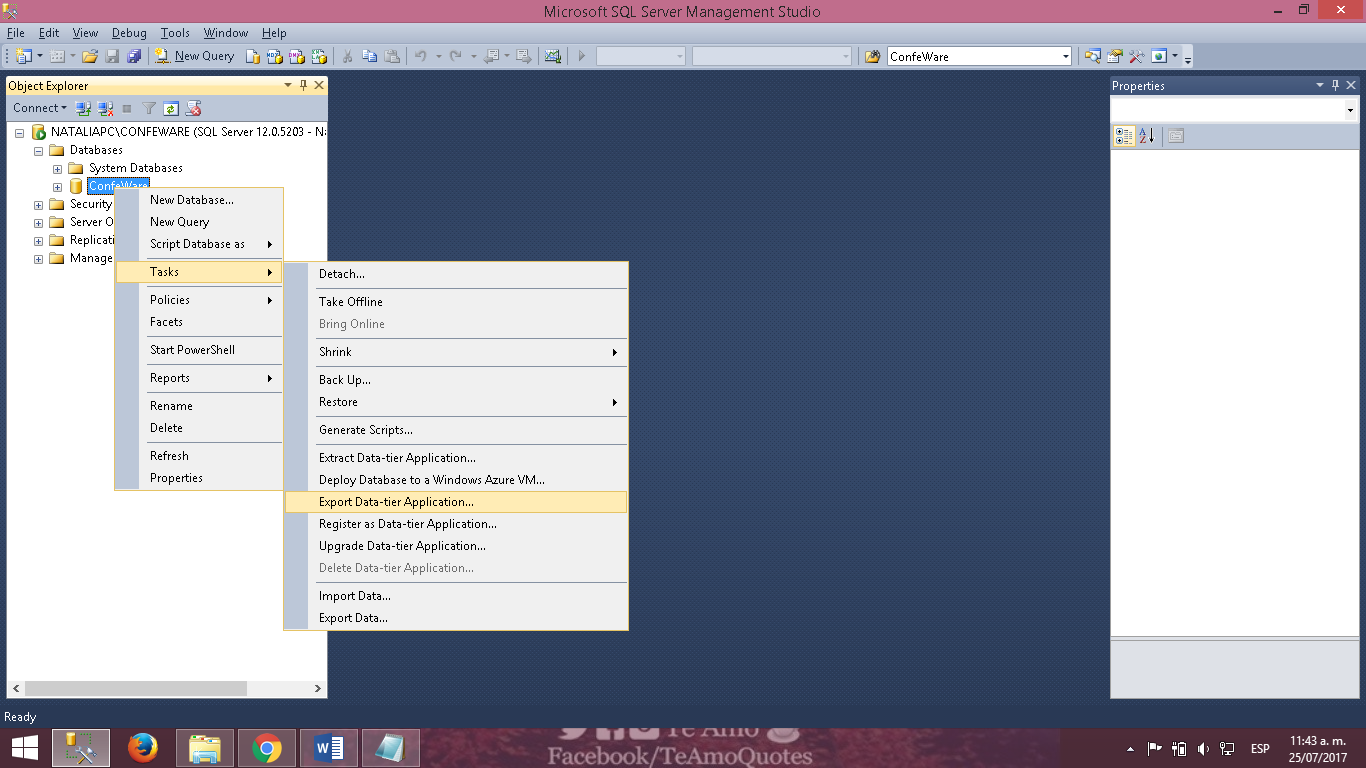 Microsoft SQL Server Management Studio
File Edit View Debug Tools Window Help
New Query
ConfeWare
Object Explorer
Connect
NATALIAPC\CONFEWARE (SQL Server 12.0.5203 - N
Databases
System Databases
ConfeWare
Security
Server O
Replicati
Manage
New Database...
New Query
Script Database as
Tasks
Policies
Facets
Start PowerShell
Reports
Rename
Delete
Refresh
Properties
Detach...
Take Offline
Bring Online
Shrink
Back Up...
Restore
Generate Scripts...
Extract Data-tier Application...
Deploy Database to a Windows Azure VM...
Export Data-tier Application...
Register as Data-tier Application...
Upgrade Data-tier Application...
Delete Data-tier Application...
Import Data...
Export Data...
Properties
Ready
Te Amo
Facebook/TeAmoQuotes
ESP
11:43 a. m.
25/07/2017